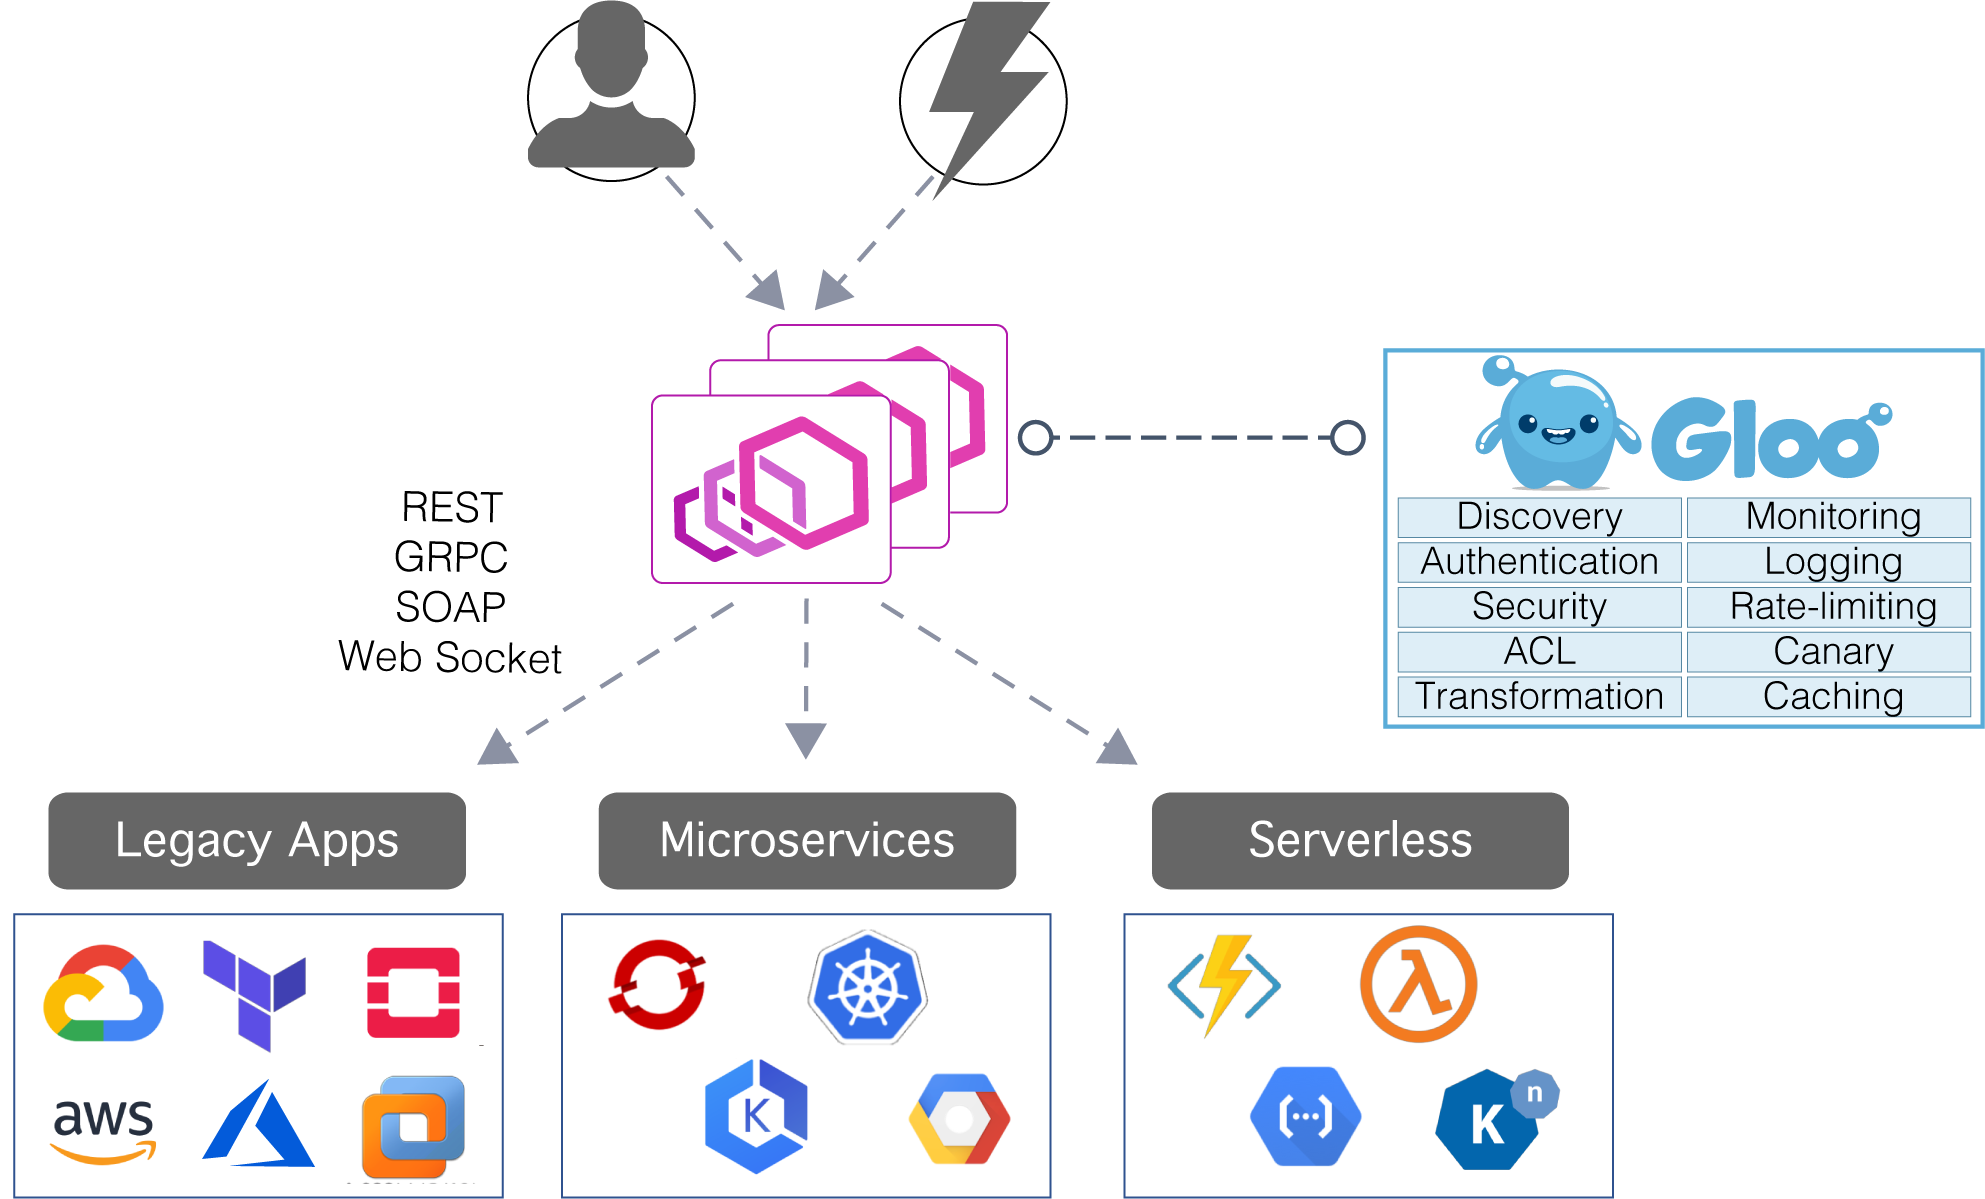 REST
GRPC
SOAP
Web Socket
Gloo
Discovery
Monitoring
Authentication
Logging
Security
Rate-limiting
ACL
Canary
Transformation
Caching
Legacy Apps
Microservices
Serverless
aws
K
K
n